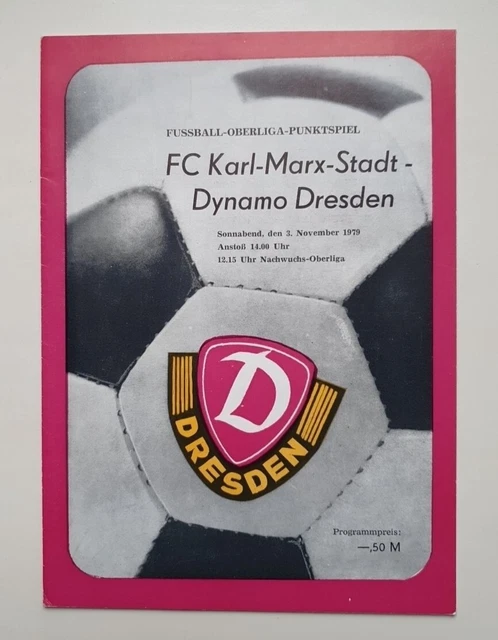 FUSSBALL-OBERLIGA-PUNKTSPIEL
FC Karl-Marx-Stadt -
Dynamo Dresden
Sonnabend, den 3. November 1979
Anstoß 14.00 Uhr
12.15 Uhr Nachwuchs-Oberliga
D
DRESDEN
Programmpreis:
—,50 M